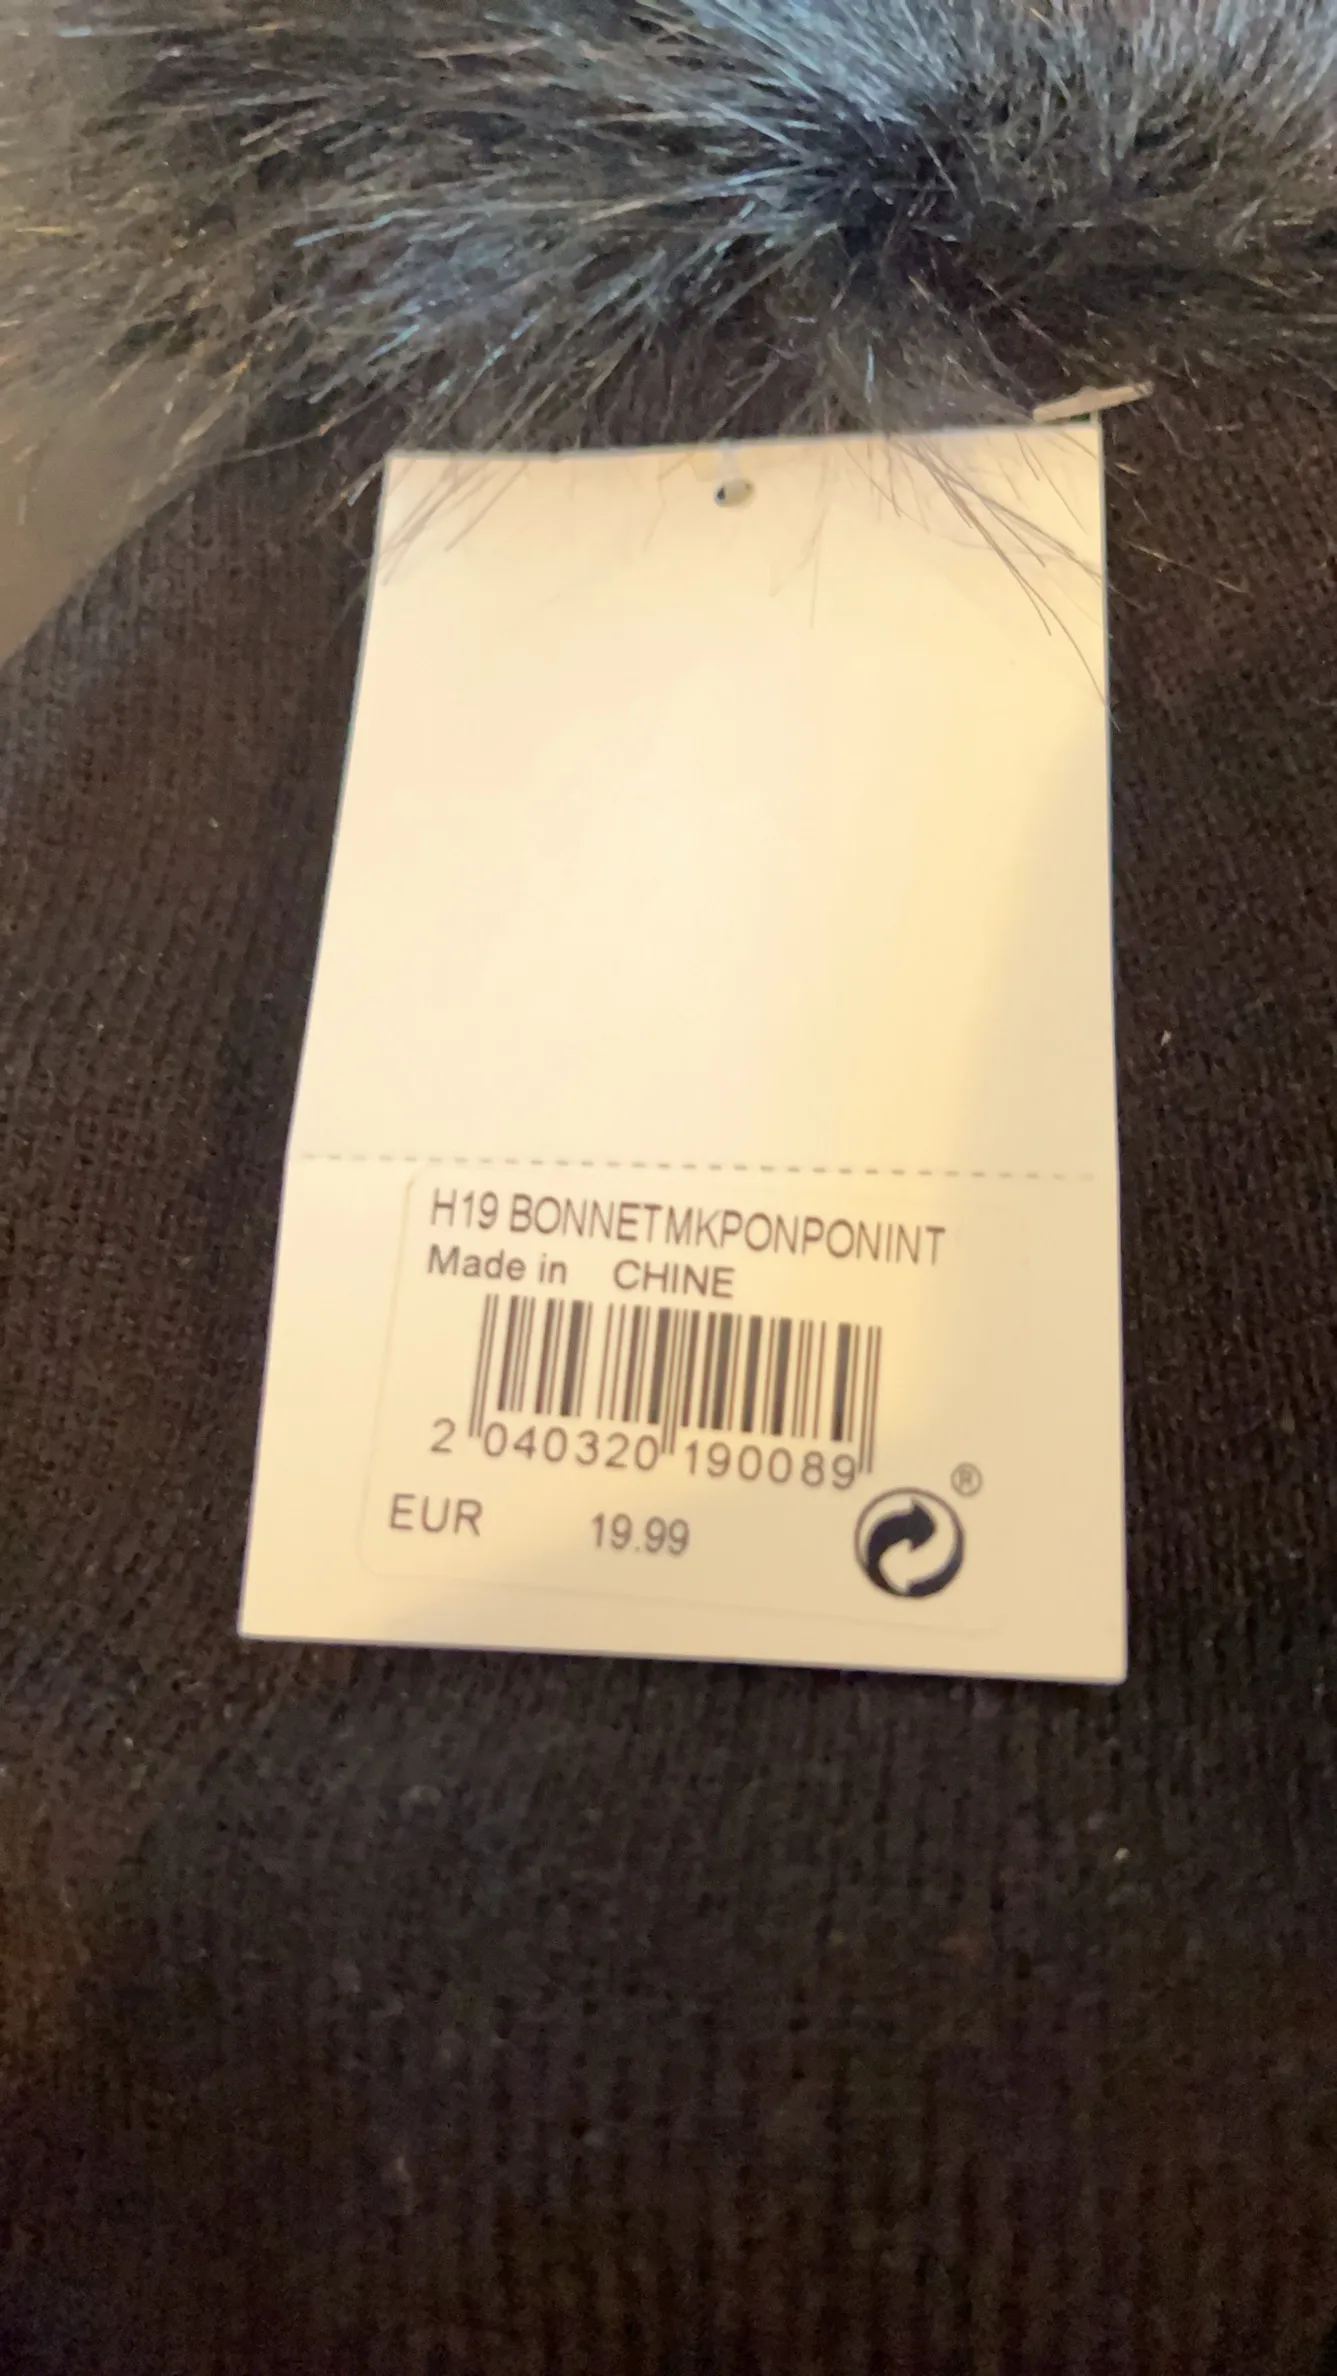 H19 BONNETMKPONPONINT
Made in CHINE
2 040320 190089
®
EUR 19.99